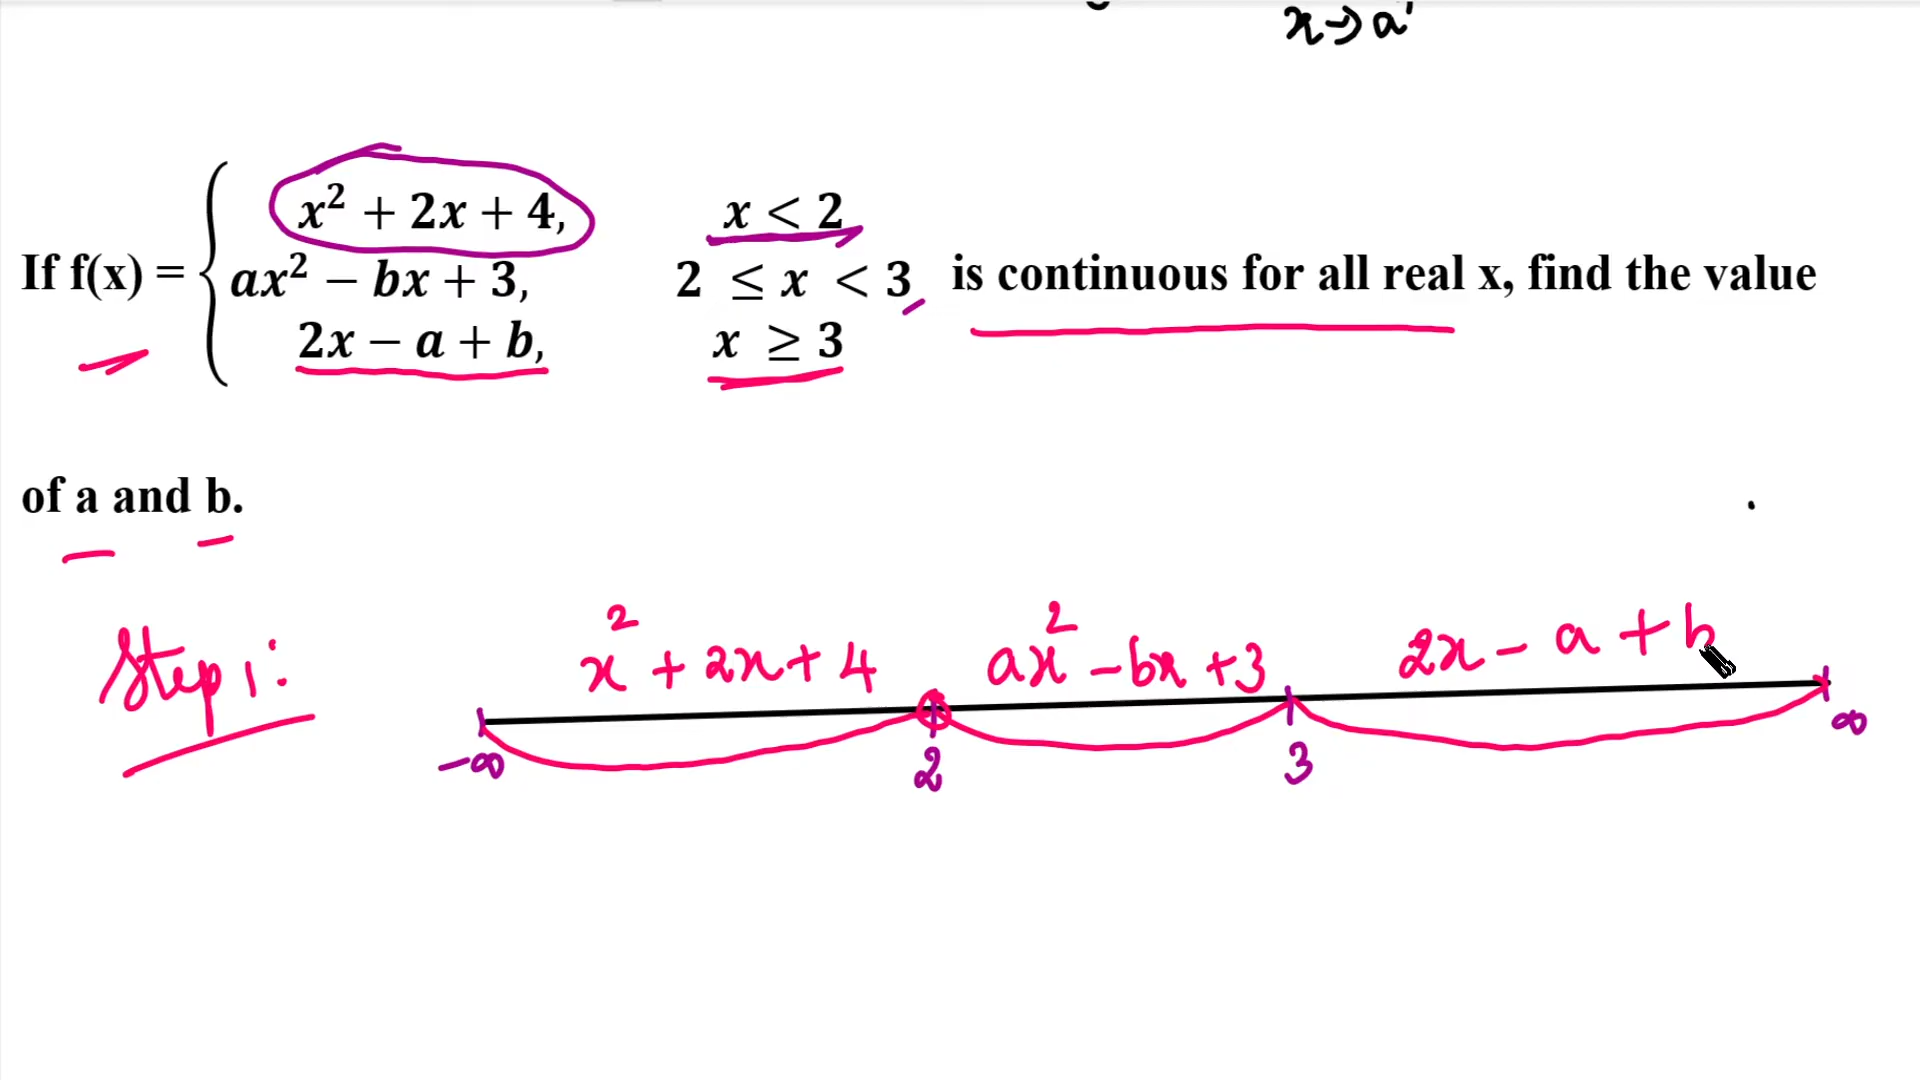 x→a⁺
x² + 2x + 4, x < 2
If f(x) = { ax² − bx + 3, 2 ≤ x < 3 is continuous for all real x, find the value
2x − a + b, x ≥ 3
of a and b.
Step 1:
x² + 2x + 4 ax² - bx + 3 2x - a + b
-∞ 2 3 ∞